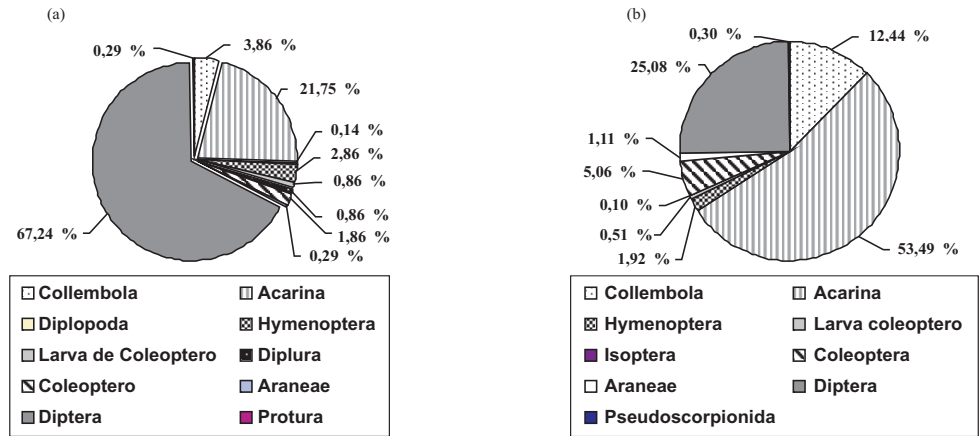 (a)
0,29 %
3,86 %
21,75 %
0,14 %
2,86 %
0,86 %
0,86 %
1,86 %
0,29 %
67,24 %
Collembola Acarina
Diplopoda Hymenoptera
Larva de Coleoptero Diplura
Coleoptero Araneae
Diptera Protura
(b)
0,30 %
12,44 %
25,08 %
1,11 %
5,06 %
0,10 %
0,51 %
1,92 %
53,49 %
Collembola Acarina
Hymenoptera Larva coleoptero
Isoptera Coleoptera
Araneae Diptera
Pseudoscorpionida